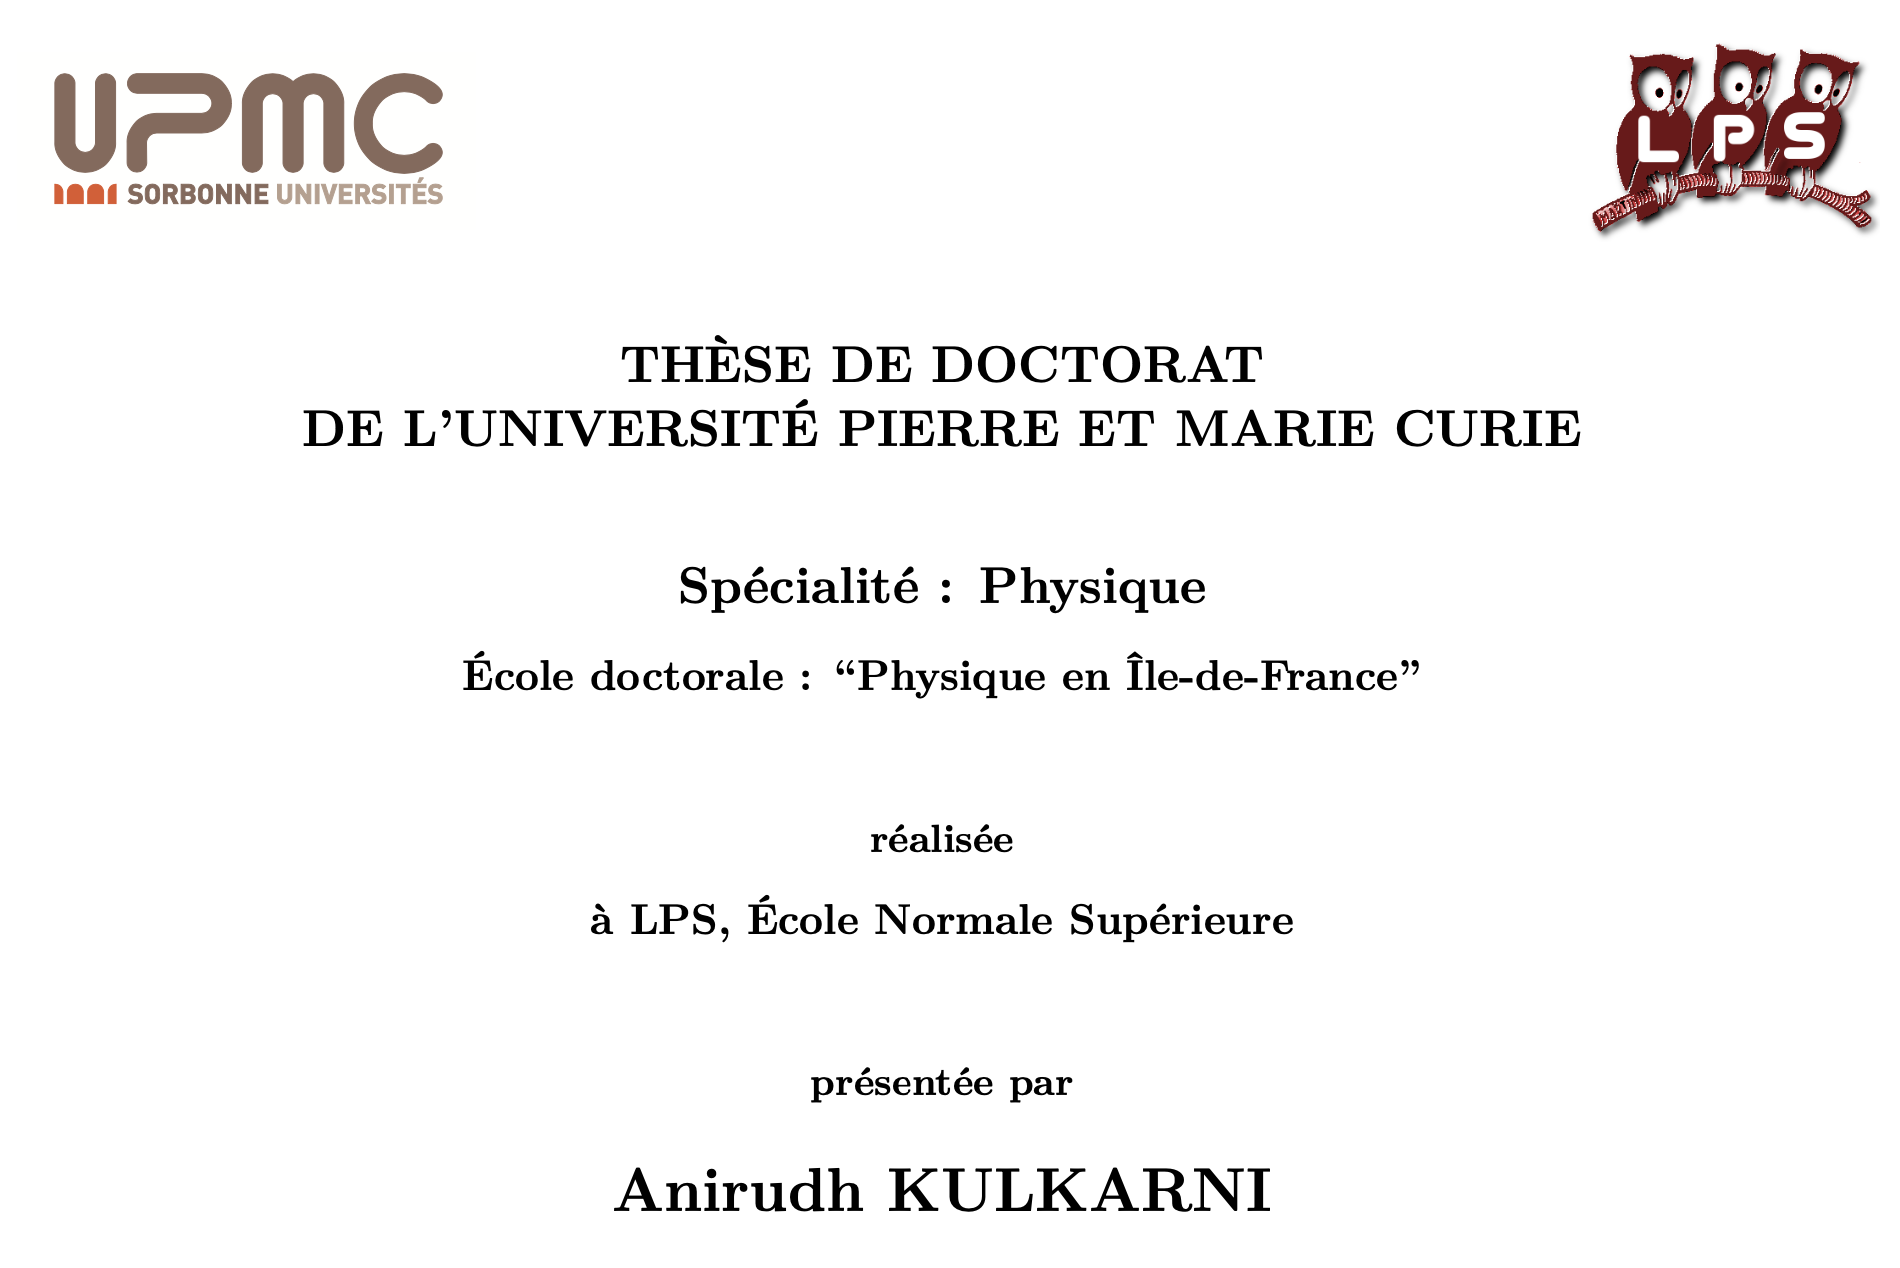 UPMC
SORBONNE UNIVERSITÉS
LPS
THÈSE DE DOCTORAT
DE L'UNIVERSITÉ PIERRE ET MARIE CURIE
Spécialité : Physique
École doctorale : “Physique en Île-de-France”
réalisée
à LPS, École Normale Supérieure
présentée par
Anirudh KULKARNI